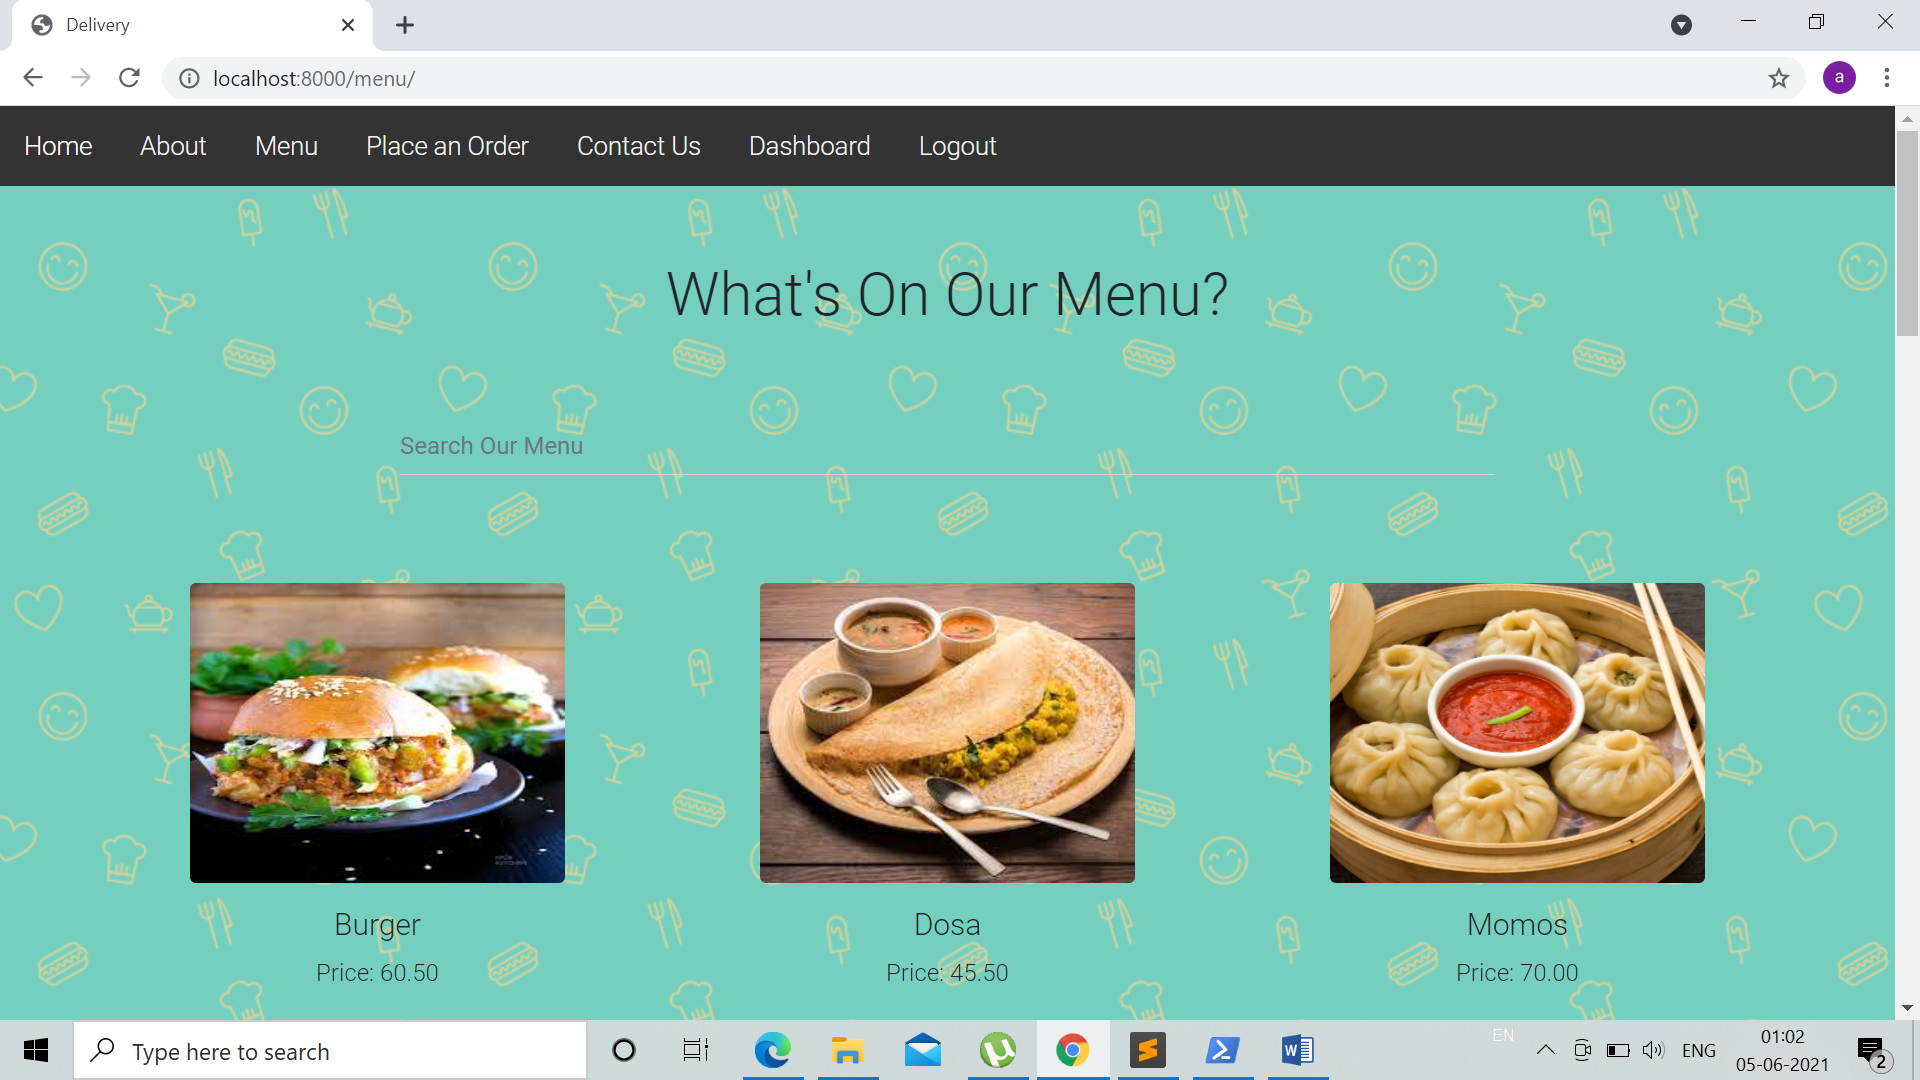 Delivery
localhost:8000/menu/
a
Home About Menu Place an Order Contact Us Dashboard Logout
What's On Our Menu?
Search Our Menu
Burger Dosa Momos
Price: 60.50 Price: 45.50 Price: 70.00
Type here to search
EN
ENG
01:02
05-06-2021
2